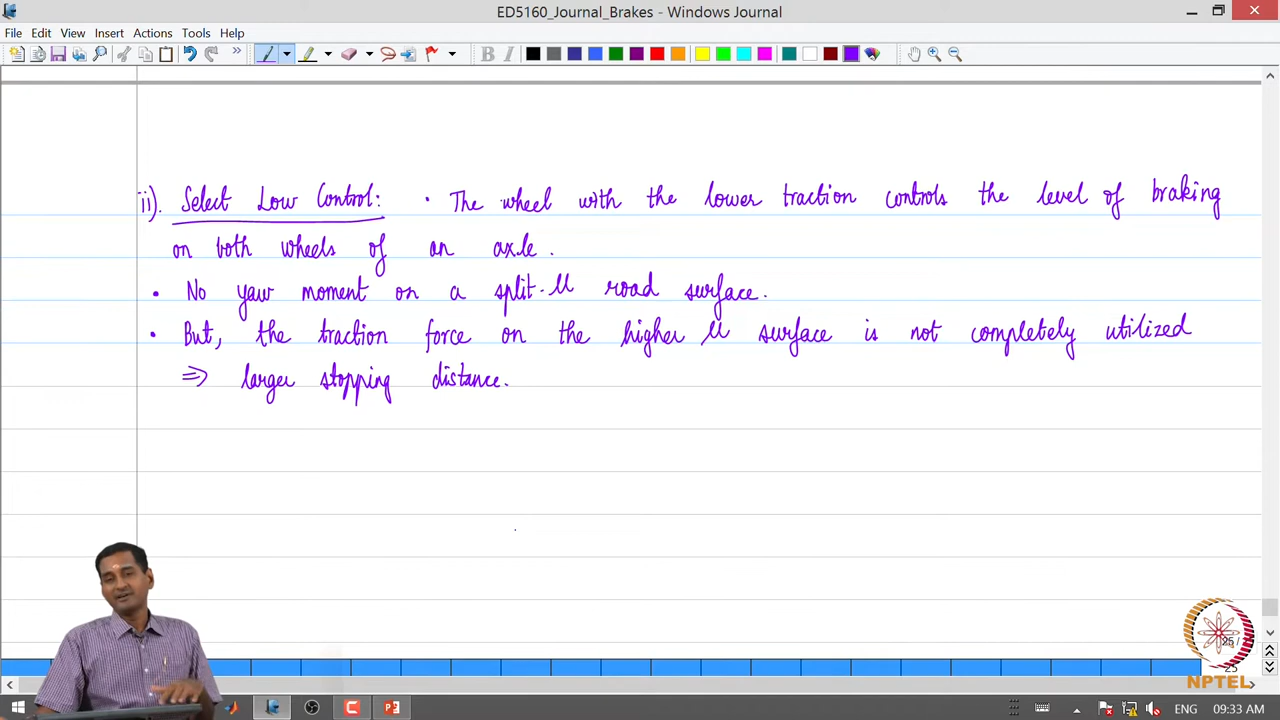 ED5160_Journal_Brakes - Windows Journal
File Edit View Insert Actions Tools Help
ii). Select Low Control: • The wheel with the lower traction controls the level of braking
on both wheels of an axle.
• No yaw moment on a split-μ road surface.
• But, the traction force on the higher μ surface is not completely utilized
⇒ larger stopping distance.
NPTEL
ENG 09:33 AM